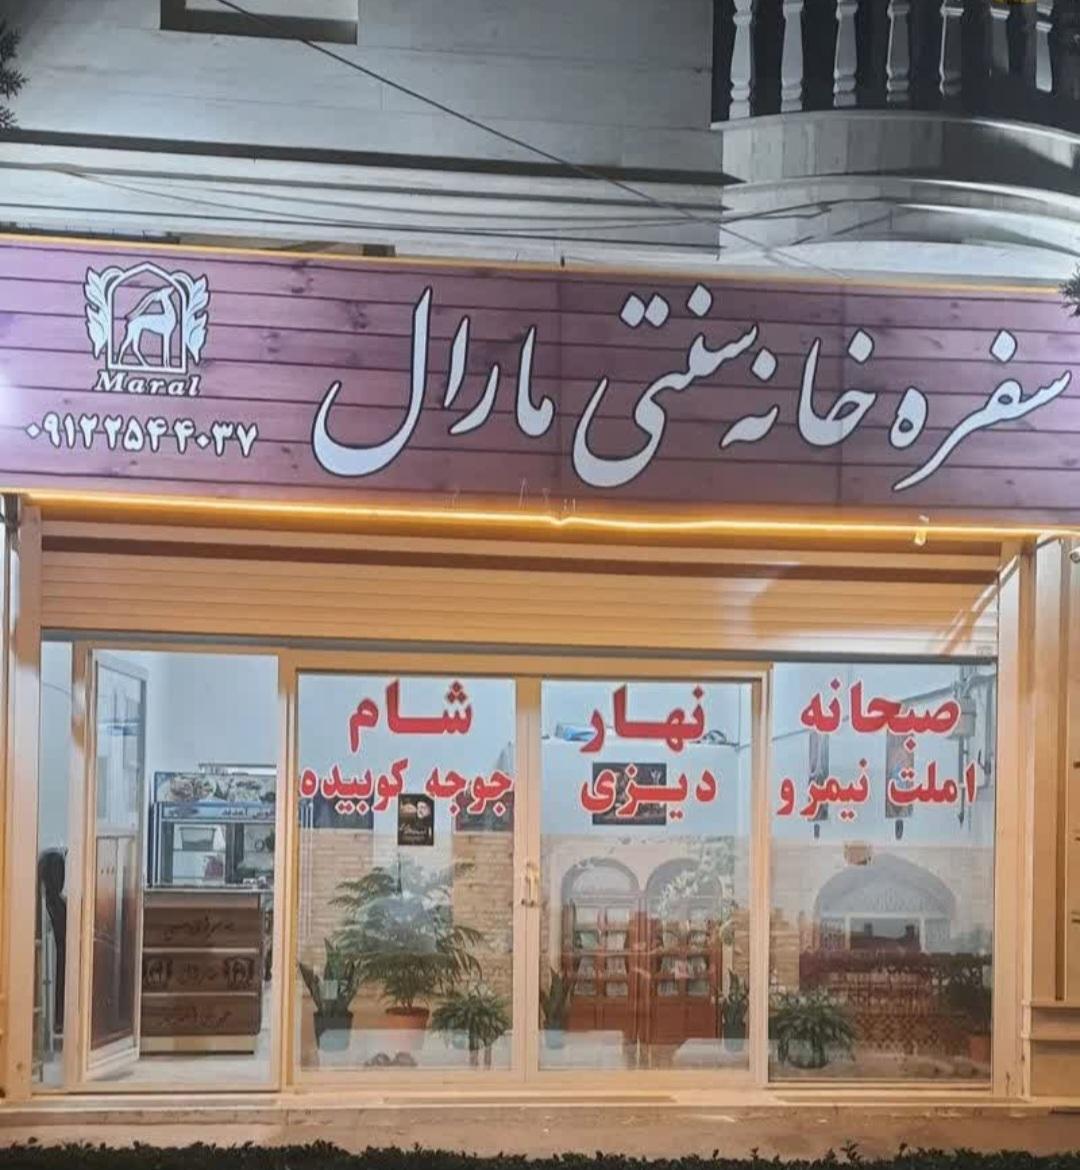 سفره خانه سنتی مارال
Maral
۰۹۱۲۲۵۴۴۰۳۷
صبحانه
املت نیمرو
نهار
دیزی
شام
جوجه کوبیده